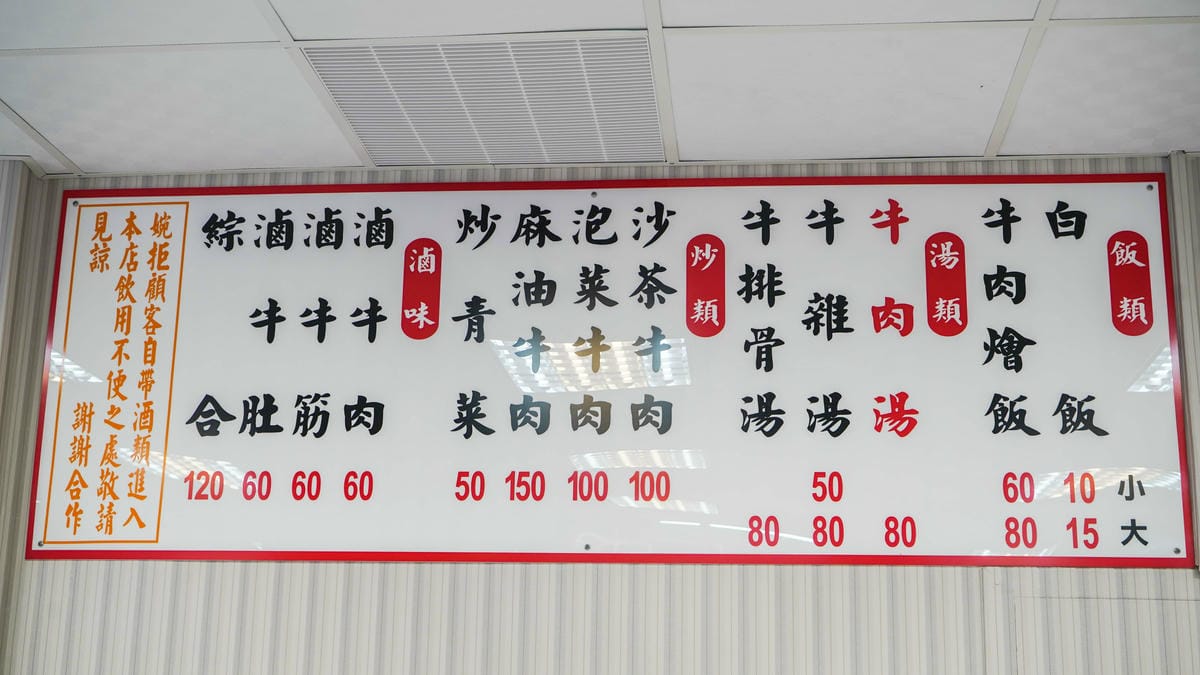 飯類
小
大
白飯
10
15
牛肉燴飯
60
80
湯類
牛肉湯
80
牛雜湯
50
80
牛排骨湯
80
炒類
沙茶牛肉
100
泡菜牛肉
100
麻油牛肉
150
炒青菜
50
滷味
滷牛肉
60
滷牛筋
60
滷牛肚
60
綜合
120
婉拒顧客自帶酒類進入
本店飲用不便之處敬請
見諒 謝謝合作